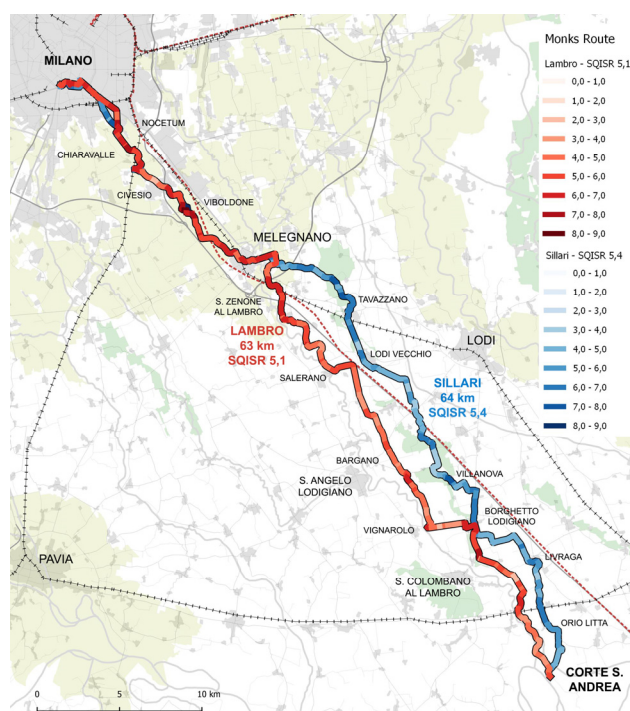 Monks Route
Lambro - SQISR 5,1
0,0 - 1,0
1,0 - 2,0
2,0 - 3,0
3,0 - 4,0
4,0 - 5,0
5,0 - 6,0
6,0 - 7,0
7,0 - 8,0
8,0 - 9,0
Sillari - SQISR 5,4
0,0 - 1,0
1,0 - 2,0
2,0 - 3,0
3,0 - 4,0
4,0 - 5,0
5,0 - 6,0
6,0 - 7,0
7,0 - 8,0
8,0 - 9,0
MILANO
NOCETUM
CHIARAVALLE
CIVESIO
VIBOLDONE
MELEGNANO
S. ZENONE
AL LAMBRO
TAVAZZANO
LAMBRO
63 km
SQISR 5,1
LODI
LODI VECCHIO
SALERANO
SILLARI
64 km
SQISR 5,4
BARGANO
S. ANGELO
LODIGIANO
VILLANOVA
VIGNAROLO
BORGHETTO
LODIGIANO
PAVIA
LIVRAGA
S. COLOMBANO
AL LAMBRO
ORIO LITTA
CORTE S.
ANDREA
0
5
10 km